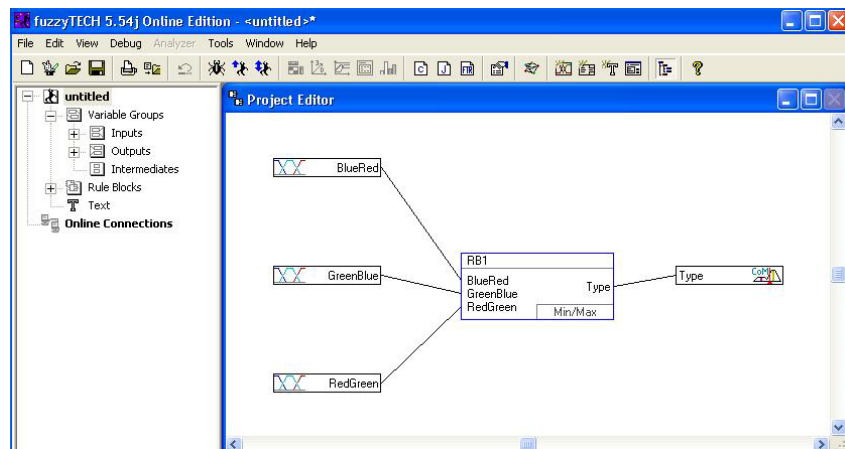 fuzzyTECH 5.54j Online Edition - <untitled>*
File Edit View Debug Analyzer Tools Window Help
untitled
Variable Groups
Inputs
Outputs
Intermediates
Rule Blocks
Text
Online Connections
Project Editor
BlueRed
GreenBlue
RedGreen
RB1
BlueRed
GreenBlue
RedGreen
Type
Min/Max
Type CoM